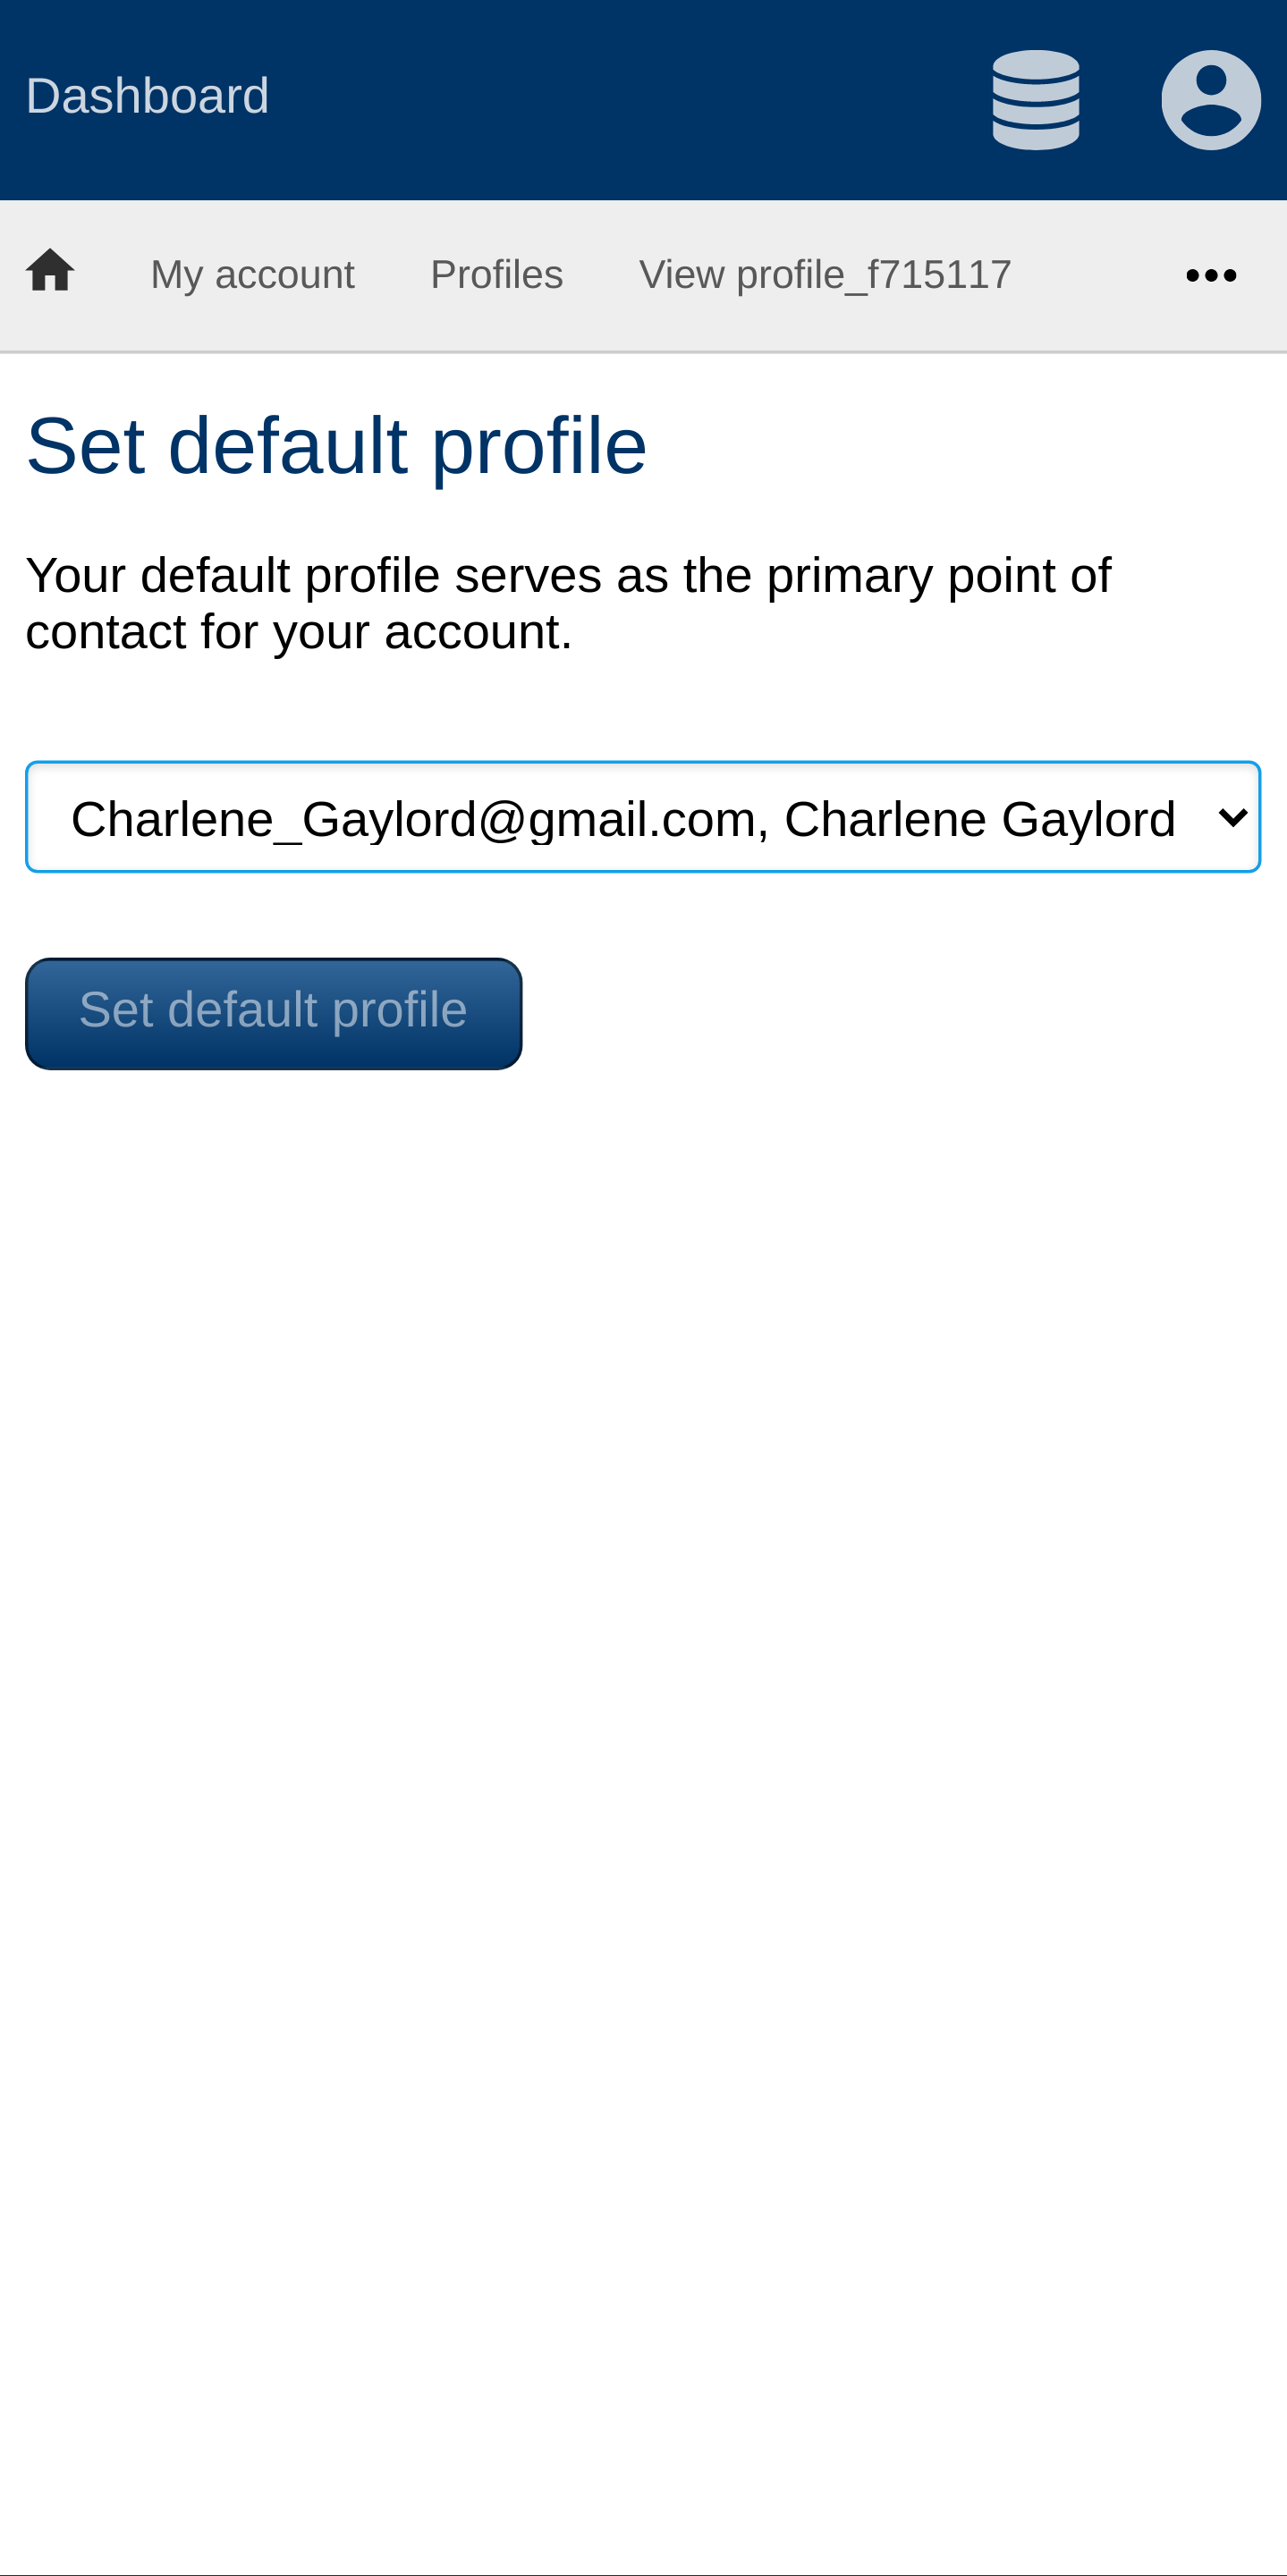 Dashboard
My account Profiles View profile_f715117
Set default profile
Your default profile serves as the primary point of
contact for your account.
Charlene_Gaylord@gmail.com, Charlene Gaylord
Set default profile